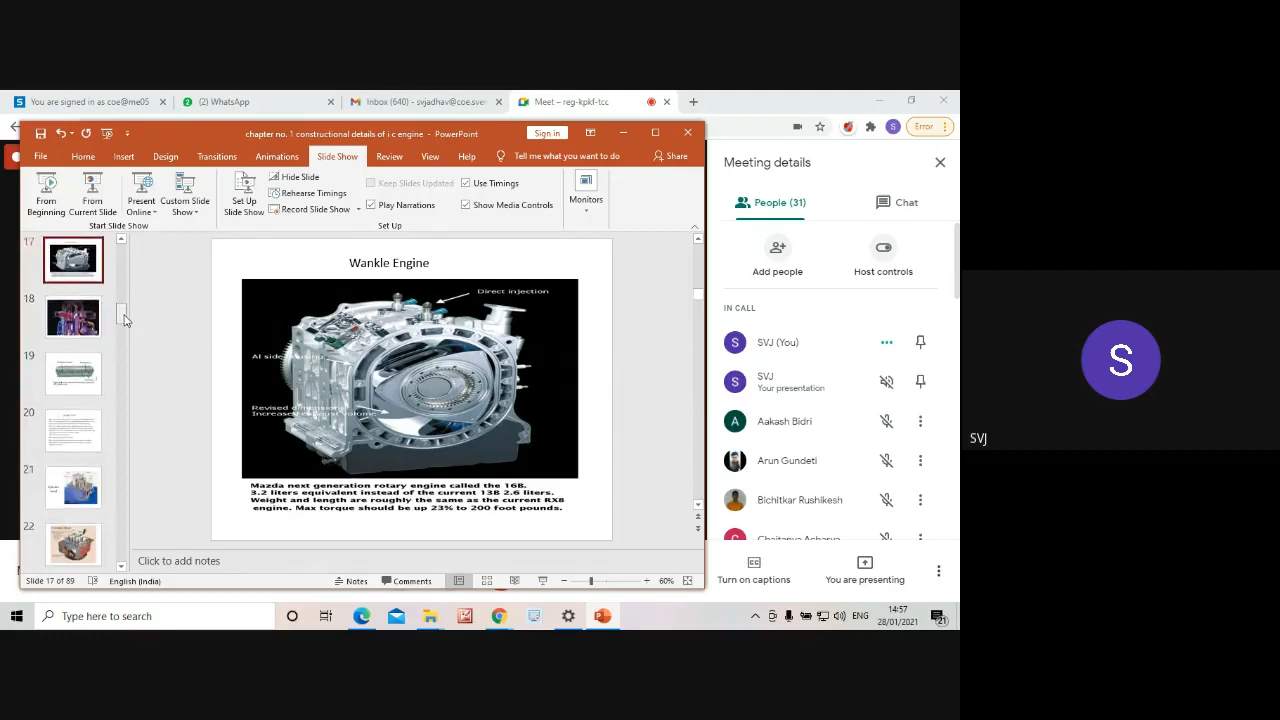 You are signed in as coe@me05
(2) WhatsApp
Inbox (640) - svjadhav@coe.sve
Meet – reg-kpkf-tcc
Error
chapter no. 1 constructional details of i c engine - PowerPoint
Sign in
File Home Insert Design Transitions Animations Slide Show Review View Help Tell me what you want to do Share
From Beginning
From Current Slide
Present Online
Custom Slide Show
Set Up Slide Show
Hide Slide
Rehearse Timings
Record Slide Show
Keep Slides Updated
Play Narrations
Use Timings
Show Media Controls
Monitors
Start Slide Show
Set Up
17
18
19
20
21
22
Wankle Engine
Direct injection
Al side housing
Revised dimensions
Increased exhaust volume
Mazda next generation rotary engine called the 16B.
3.2 liters equivalent instead of the current 13B 2.6 liters.
Weight and length are roughly the same as the current RX8
engine. Max torque should be up 23% to 200 foot pounds.
Click to add notes
Slide 17 of 89
English (India)
Notes
Comments
60%
Meeting details
People (31)
Chat
Add people
Host controls
IN CALL
S
SVJ (You)
S
SVJ
Your presentation
A
Aakash Bidri
Arun Gundeti
Bichitkar Rushikesh
Turn on captions
You are presenting
Type here to search
ENG
14:57
28/01/2021
21
S
SVJ